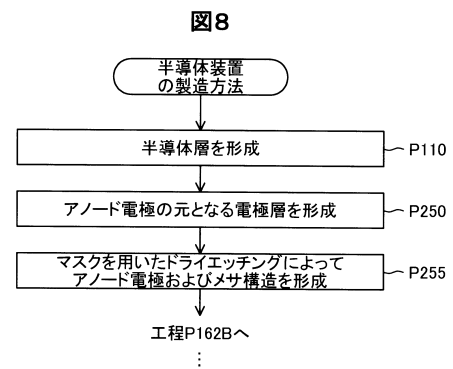 図8
半導体装置
の製造方法
半導体層を形成
P110
アノード電極の元となる電極層を形成
P250
マスクを用いたドライエッチングによって
アノード電極およびメサ構造を形成
P255
工程P162Bへ
⋮